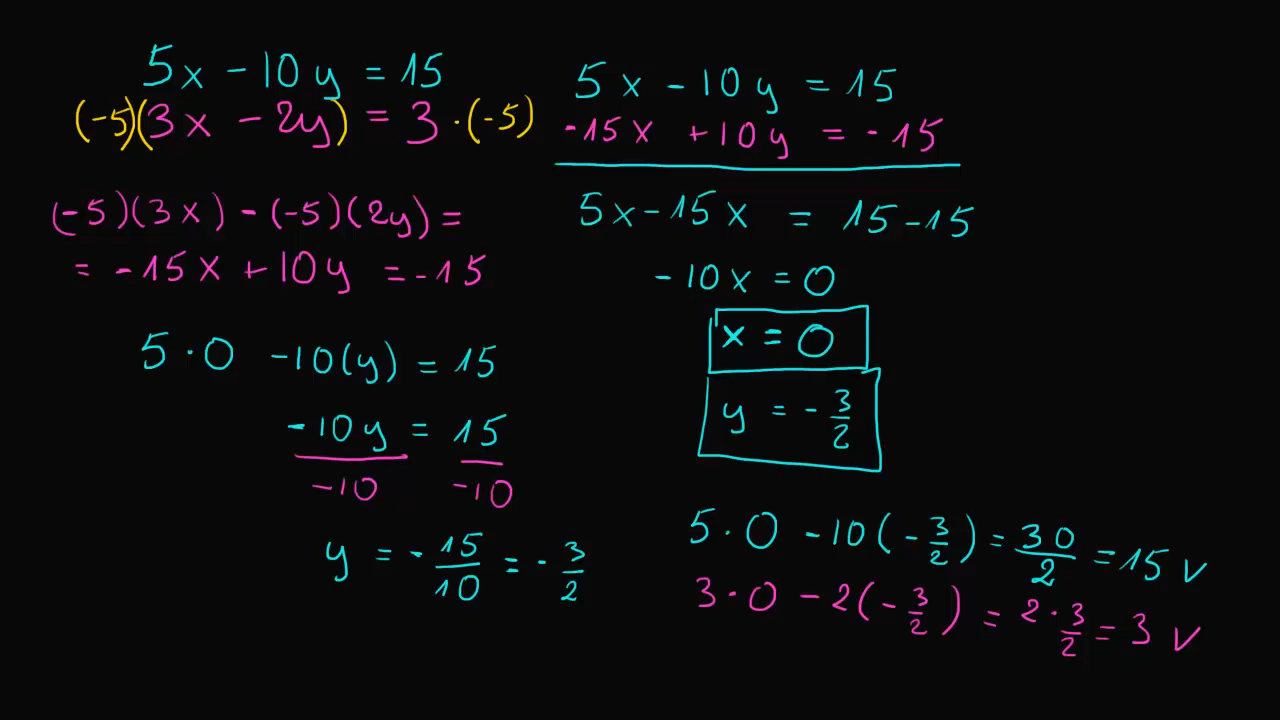 5x - 10y = 15
(-5)(3x - 2y) = 3 · (-5)
(-5)(3x) - (-5)(2y) =
= -15x + 10y = -15
5 · 0 - 10(y) = 15
-10y = 15
-10 -10
y = - 15/10 = - 3/2
5x - 10y = 15
-15x + 10y = -15
5x - 15x = 15 - 15
-10x = 0
x = 0
y = - 3/2
5 · 0 - 10(- 3/2) = 30/2 = 15 v
3 · 0 - 2(- 3/2) = 2 · 3/2 = 3 v